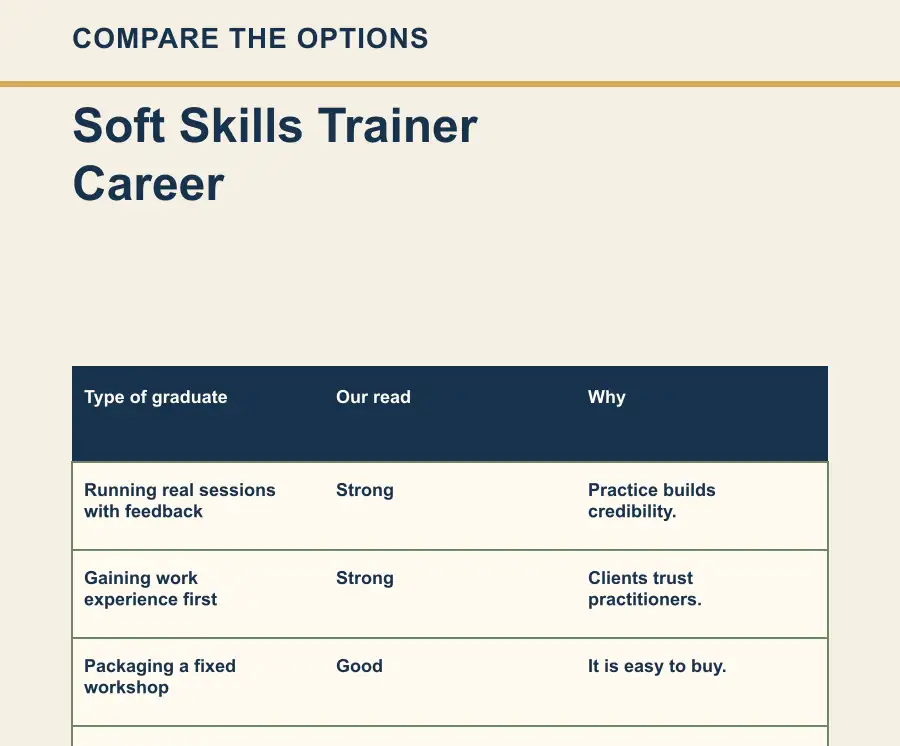 COMPARE THE OPTIONS
Soft Skills Trainer
Career
Type of graduate
Our read
Why
Running real sessions
with feedback
Strong
Practice builds
credibility.
Gaining work
experience first
Strong
Clients trust
practitioners.
Packaging a fixed
workshop
Good
It is easy to buy.